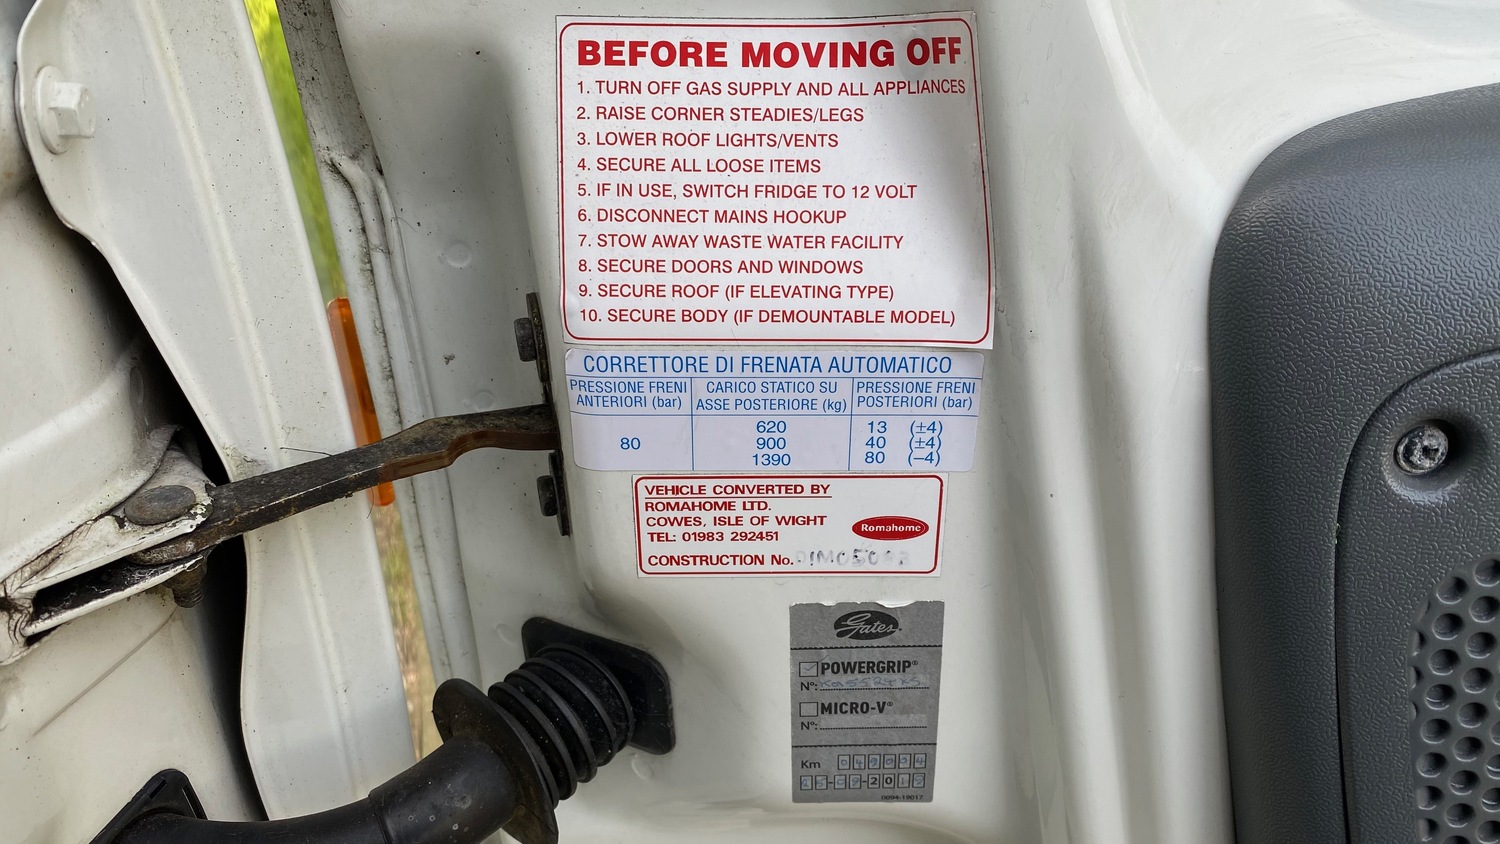 BEFORE MOVING OFF
1. TURN OFF GAS SUPPLY AND ALL APPLIANCES
2. RAISE CORNER STEADIES/LEGS
3. LOWER ROOF LIGHTS/VENTS
4. SECURE ALL LOOSE ITEMS
5. IF IN USE, SWITCH FRIDGE TO 12 VOLT
6. DISCONNECT MAINS HOOKUP
7. STOW AWAY WASTE WATER FACILITY
8. SECURE DOORS AND WINDOWS
9. SECURE ROOF (IF ELEVATING TYPE)
10. SECURE BODY (IF DEMOUNTABLE MODEL)
CORRETTORE DI FRENATA AUTOMATICO
PRESSIONE FRENI CARICO STATICO SU PRESSIONE FRENI
ANTERIORI (bar) ASSE POSTERIORE (kg) POSTERIORI (bar)
620 13 (±4)
80 900 40 (±4)
1390 80 (–4)
VEHICLE CONVERTED BY
ROMAHOME LTD.
COWES, ISLE OF WIGHT
TEL: 01983 292451
Romahome
CONSTRUCTION No.
Gates
POWERGRIP®
Nº:
MICRO-V®
Nº:
Km
2019
0094-19017